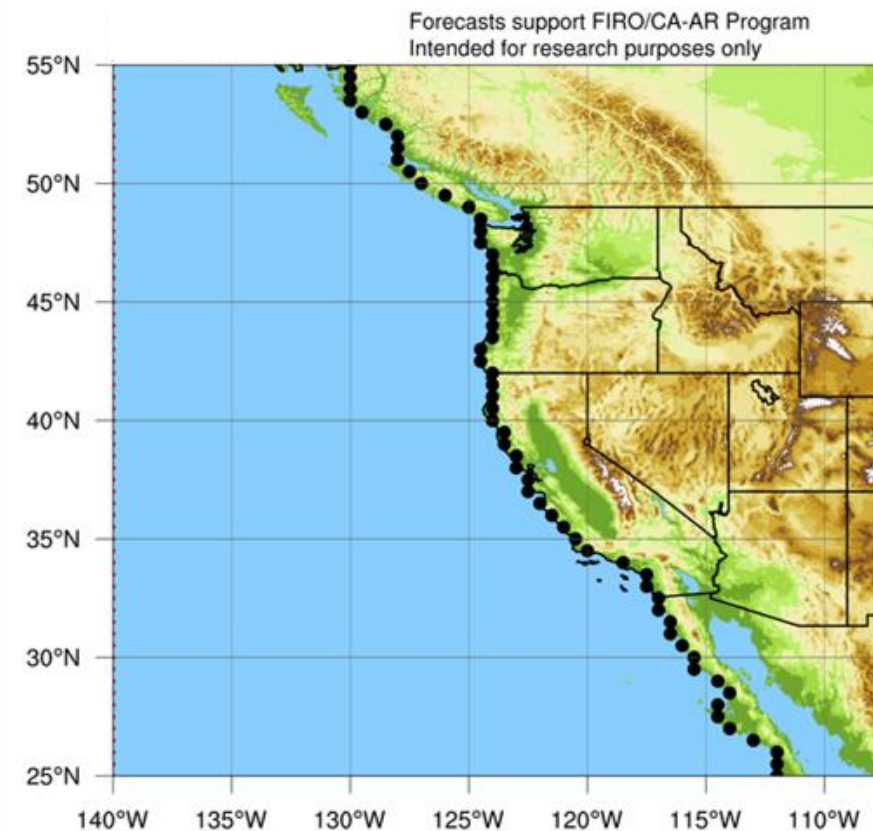 Forecasts support FIRO/CA-AR Program
Intended for research purposes only
55°N
50°N
45°N
40°N
35°N
30°N
25°N
140°W 135°W 130°W 125°W 120°W 115°W 110°W